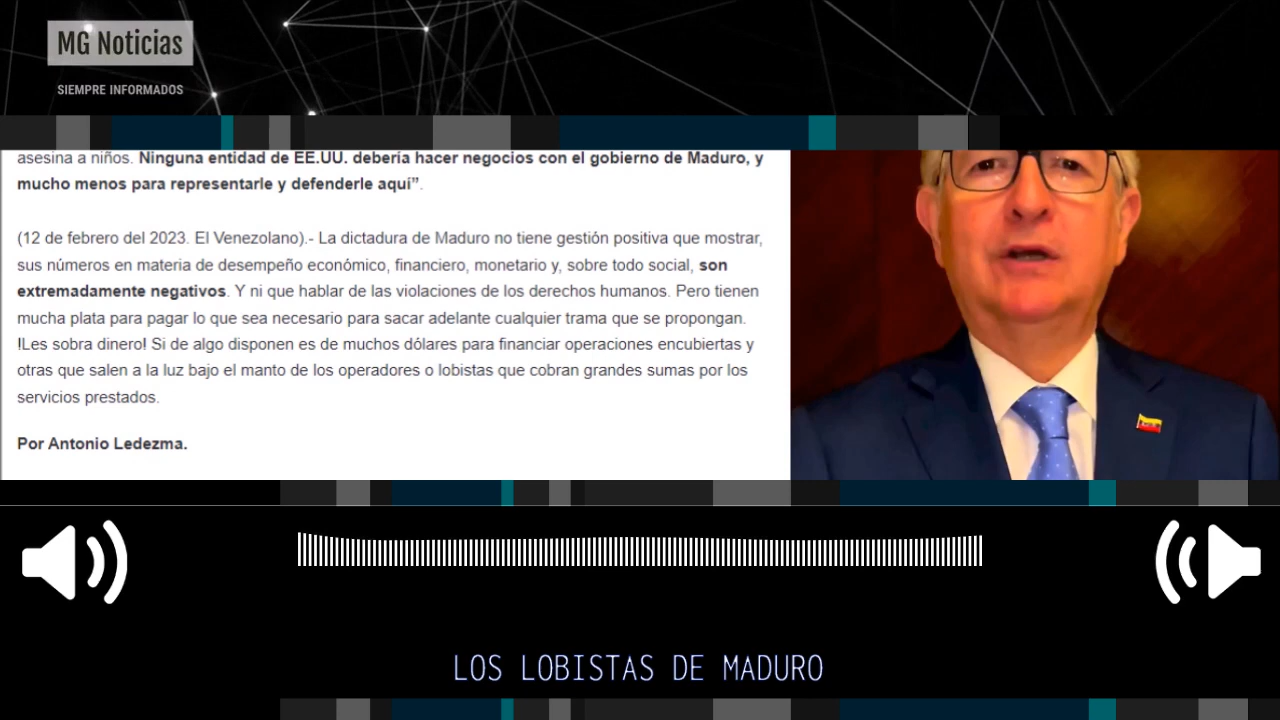 MG Noticias
SIEMPRE INFORMADOS
asesina a niños. Ninguna entidad de EE.UU. debería hacer negocios con el gobierno de Maduro, y
mucho menos para representarle y defenderle aquí”.
(12 de febrero del 2023. El Venezolano).- La dictadura de Maduro no tiene gestión positiva que mostrar,
sus números en materia de desempeño económico, financiero, monetario y, sobre todo social, son
extremadamente negativos. Y ni que hablar de las violaciones de los derechos humanos. Pero tienen
mucha plata para pagar lo que sea necesario para sacar adelante cualquier trama que se propongan.
!Les sobra dinero! Si de algo disponen es de muchos dólares para financiar operaciones encubiertas y
otras que salen a la luz bajo el manto de los operadores o lobistas que cobran grandes sumas por los
servicios prestados.
Por Antonio Ledezma.
LOS LOBISTAS DE MADURO